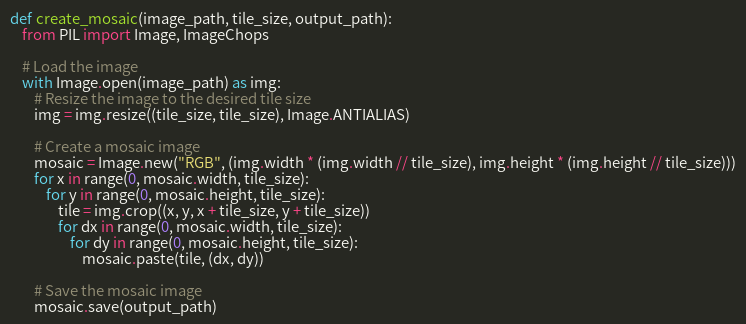 def create_mosaic(image_path, tile_size, output_path):
from PIL import Image, ImageChops
# Load the image
with Image.open(image_path) as img:
# Resize the image to the desired tile size
img = img.resize((tile_size, tile_size), Image.ANTIALIAS)
# Create a mosaic image
mosaic = Image.new("RGB", (img.width * (img.width // tile_size), img.height * (img.height // tile_size)))
for x in range(0, mosaic.width, tile_size):
for y in range(0, mosaic.height, tile_size):
tile = img.crop((x, y, x + tile_size, y + tile_size))
for dx in range(0, mosaic.width, tile_size):
for dy in range(0, mosaic.height, tile_size):
mosaic.paste(tile, (dx, dy))
# Save the mosaic image
mosaic.save(output_path)